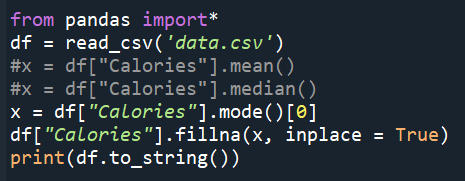 from pandas import*
df = read_csv('data.csv')
#x = df["Calories"].mean()
#x = df["Calories"].median()
x = df["Calories"].mode()[0]
df["Calories"].fillna(x, inplace = True)
print(df.to_string())